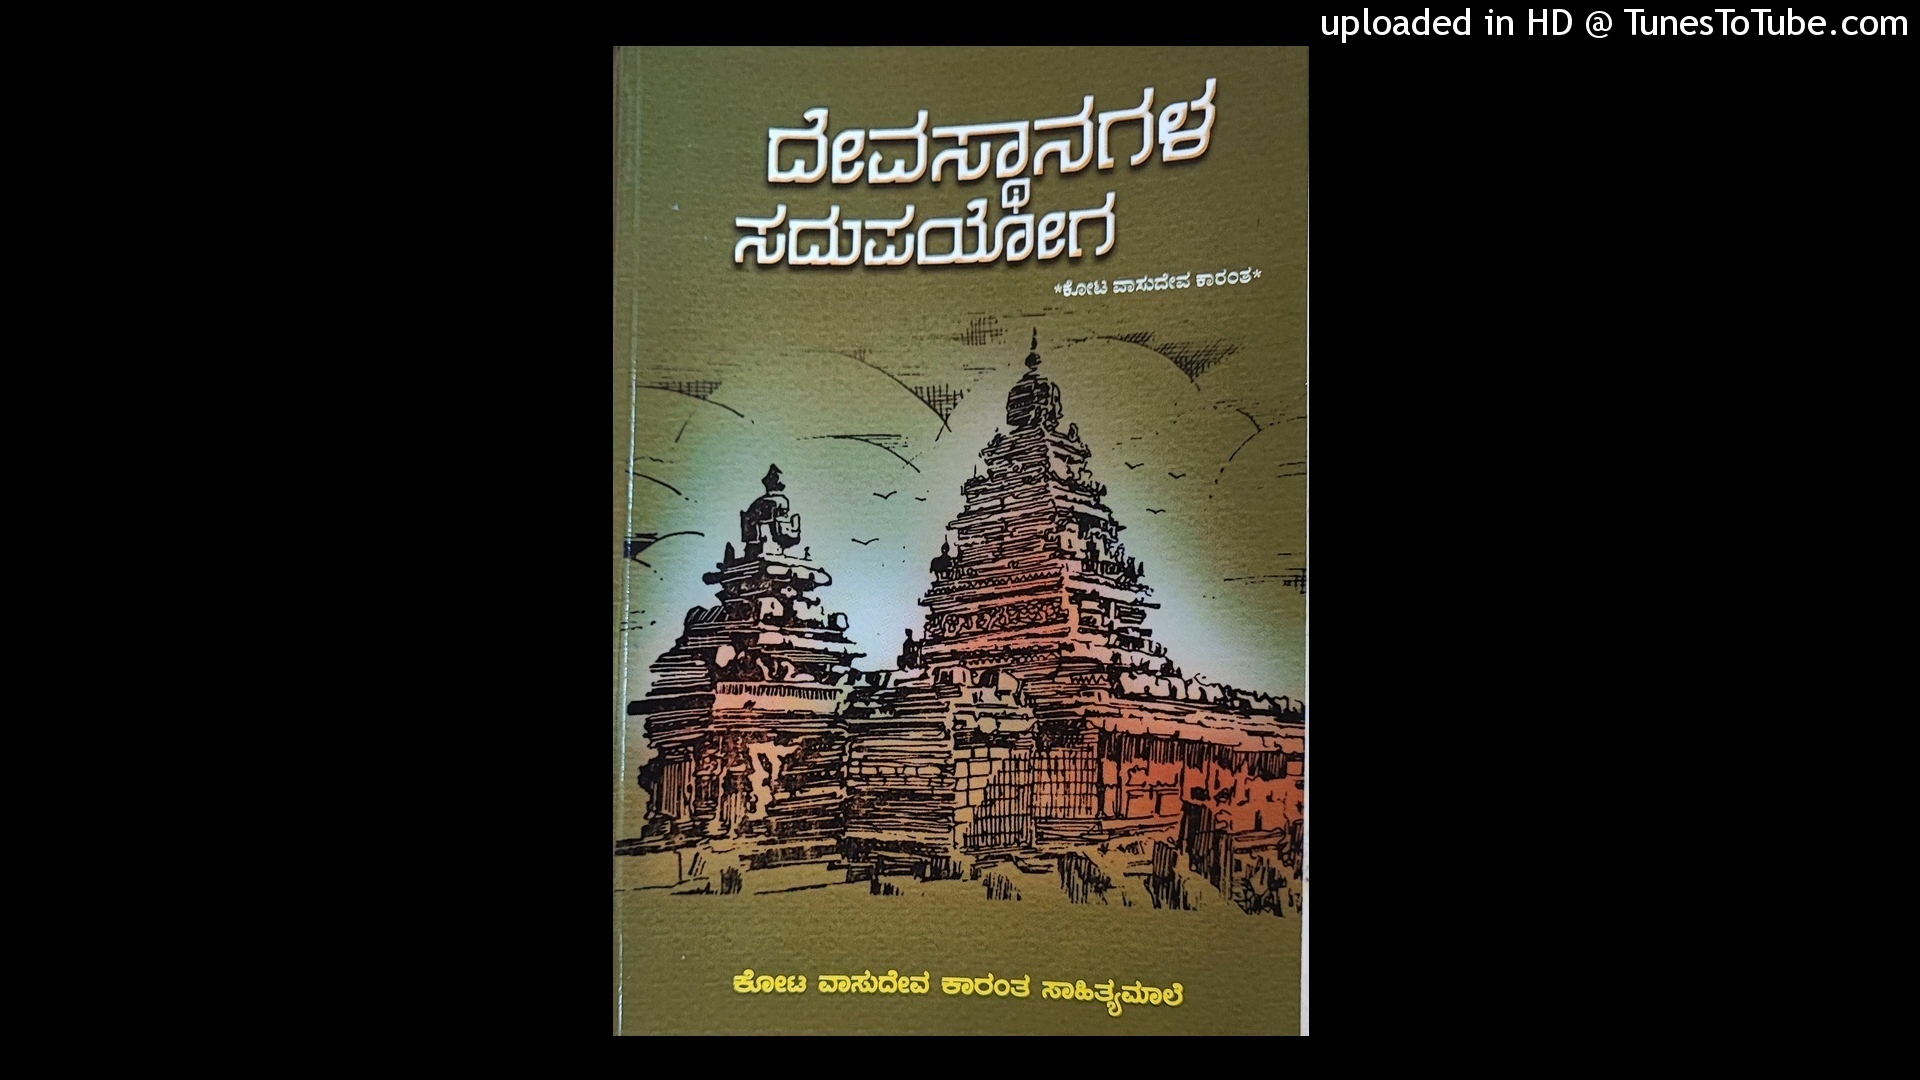 uploaded in HD @ TunesToTube.com
ದೇವಸ್ಥಾನಗಳ
ಸದುಪಯೋಗ
*ಕೋಟ ವಾಸುದೇವ ಕಾರಂತ*
ಕೋಟ ವಾಸುದೇವ ಕಾರಂತ ಸಾಹಿತ್ಯಮಾಲೆ